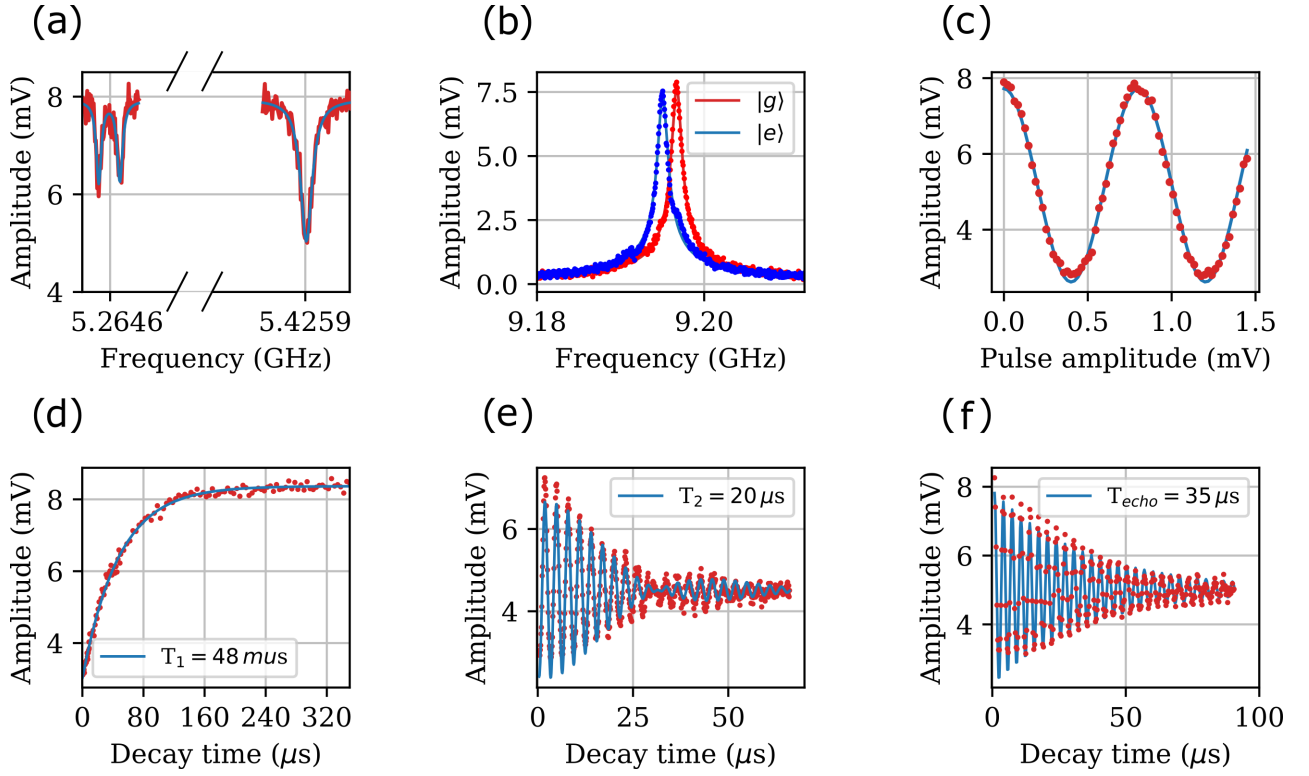 (a)
Amplitude (mV)
8
6
4
5.2646
5.4259
Frequency (GHz)
(b)
Amplitude (mV)
7.5
5.0
2.5
0.0
|g⟩
|e⟩
9.18
9.20
Frequency (GHz)
(c)
Amplitude (mV)
8
6
4
0.0
0.5
1.0
1.5
Pulse amplitude (mV)
(d)
Amplitude (mV)
8
6
4
T₁ = 48 mus
0
80
160
240
320
Decay time (μs)
(e)
Amplitude (mV)
6
4
T₂ = 20 μs
0
25
50
Decay time (μs)
(f)
Amplitude (mV)
8
6
4
T_echo = 35 μs
0
50
100
Decay time (μs)